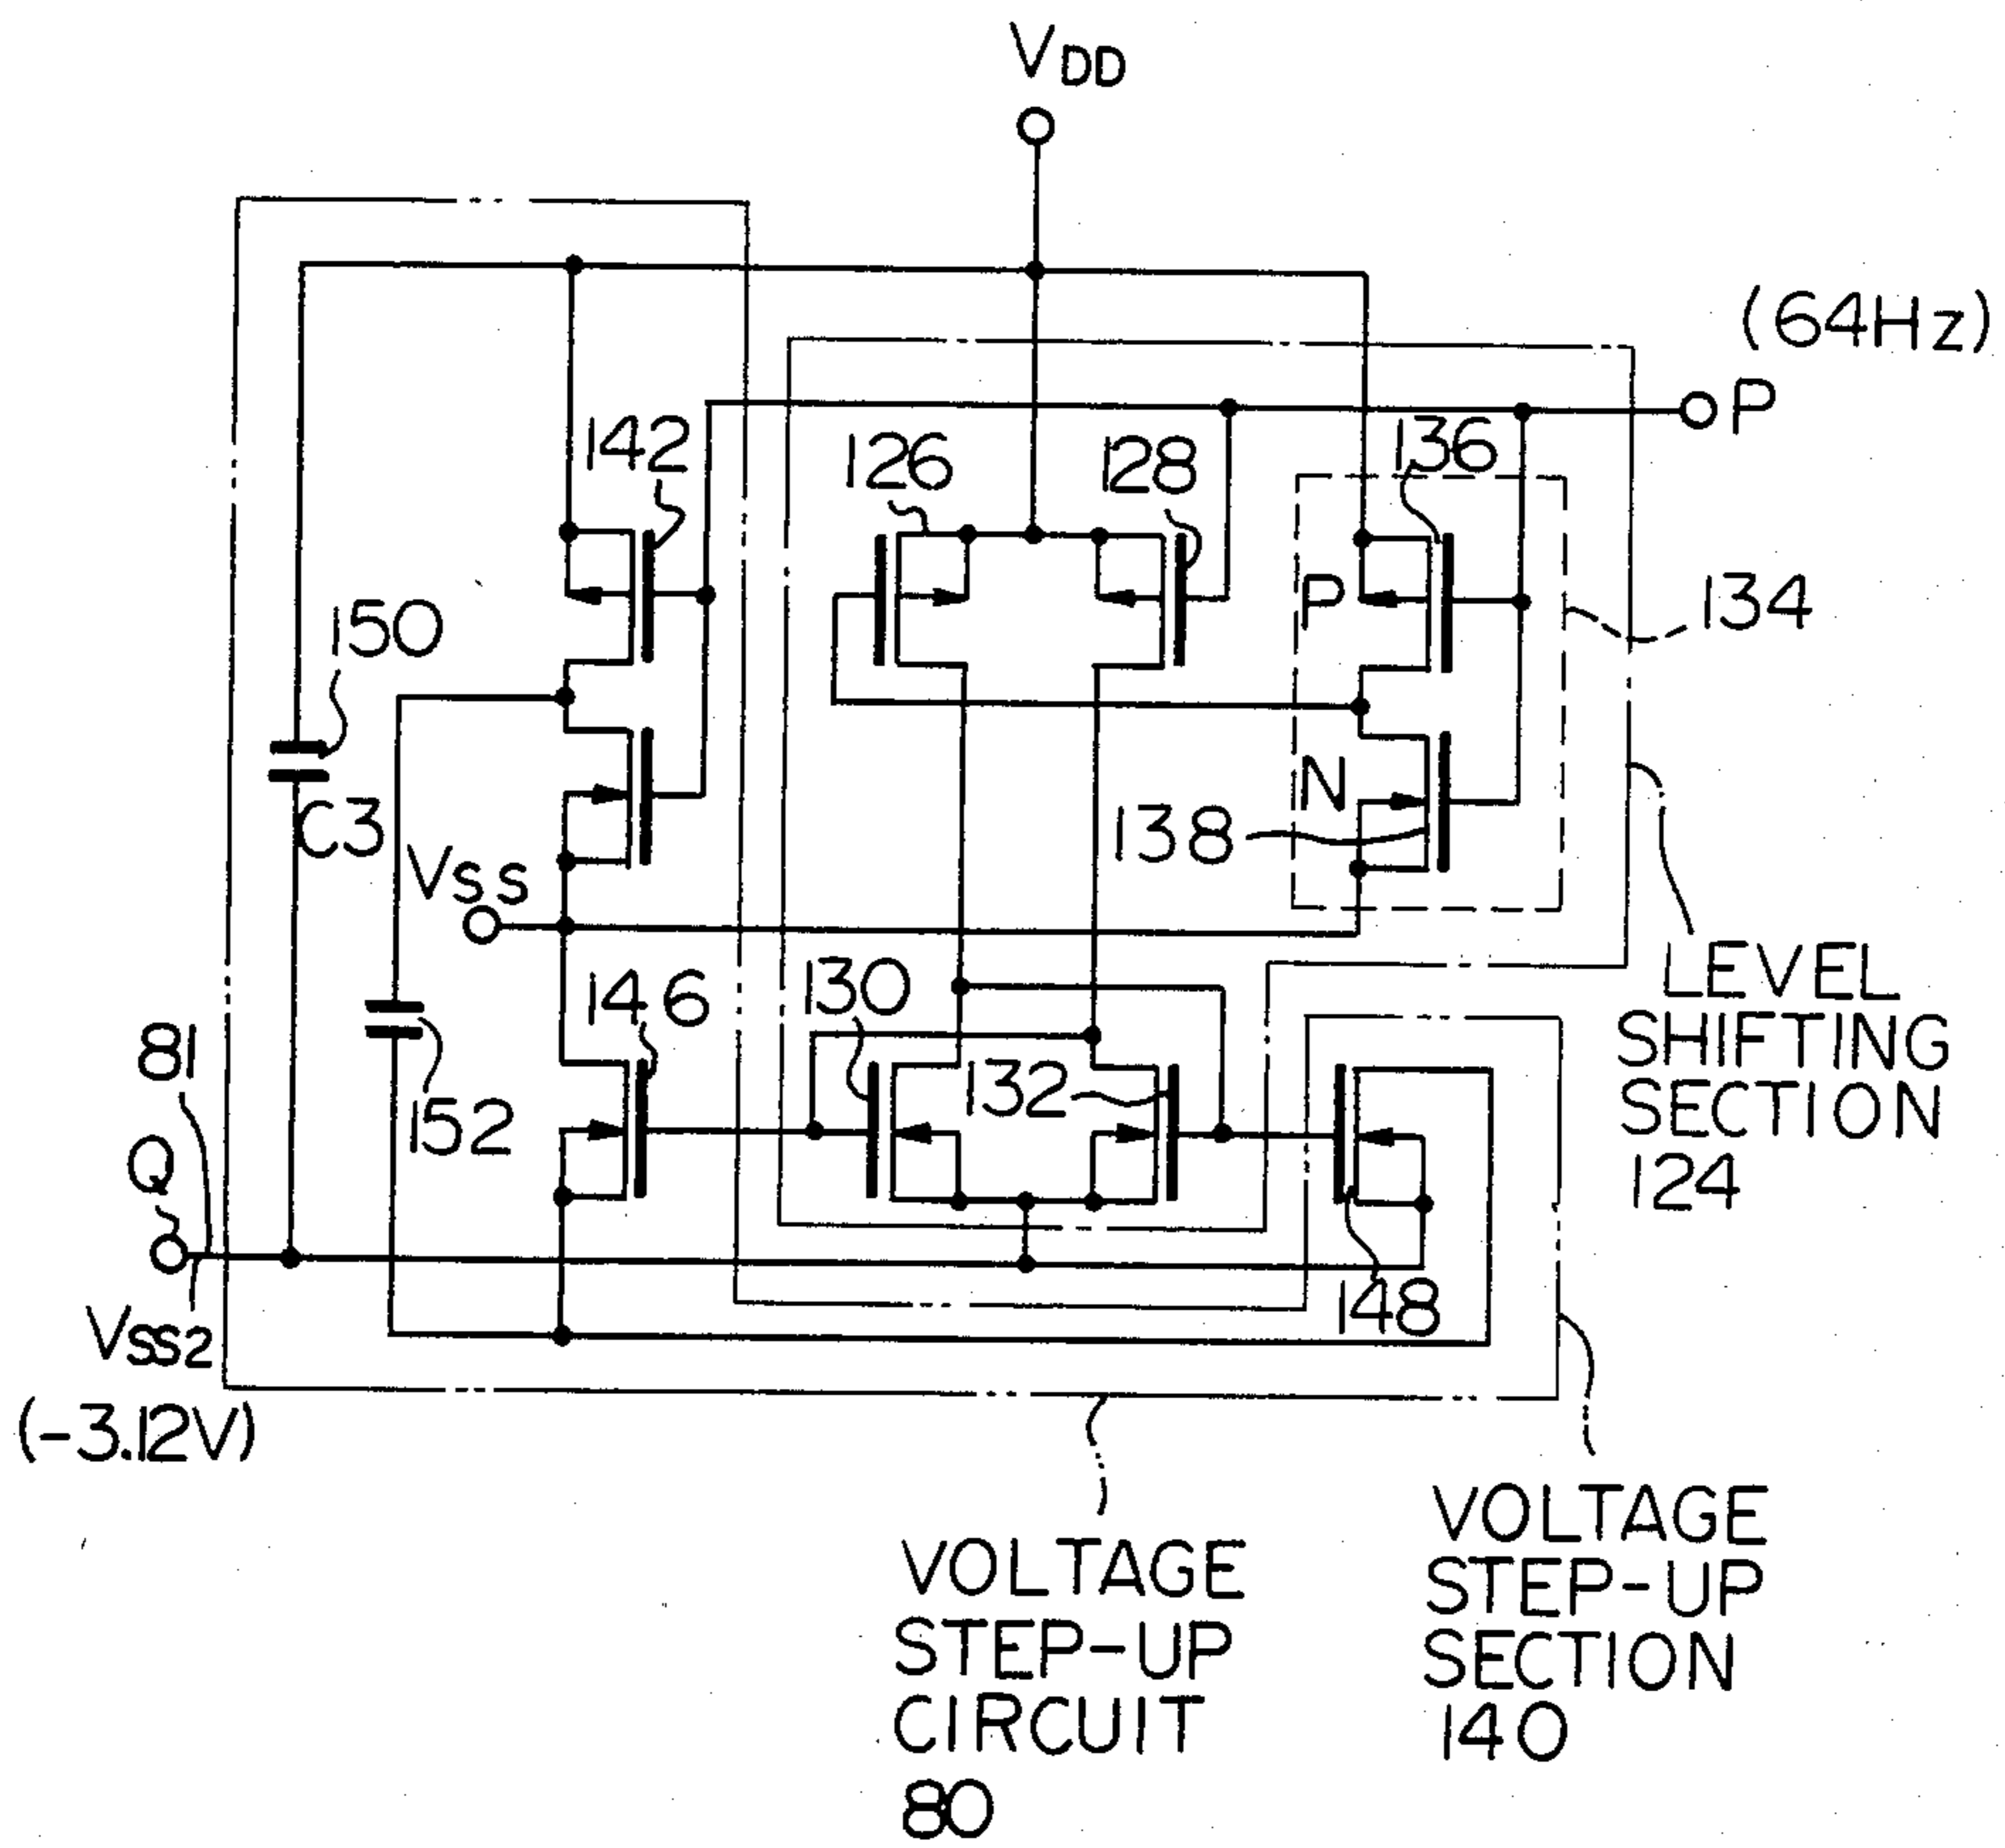 VDD
(64Hz)
P
142
126
128
136
P
134
150
N
C3
138
VSS
146
130
LEVEL
SHIFTING
SECTION
124
81
132
152
Q
148
VSS2
(-3.12V)
VOLTAGE
STEP-UP
CIRCUIT
80
VOLTAGE
STEP-UP
SECTION
140